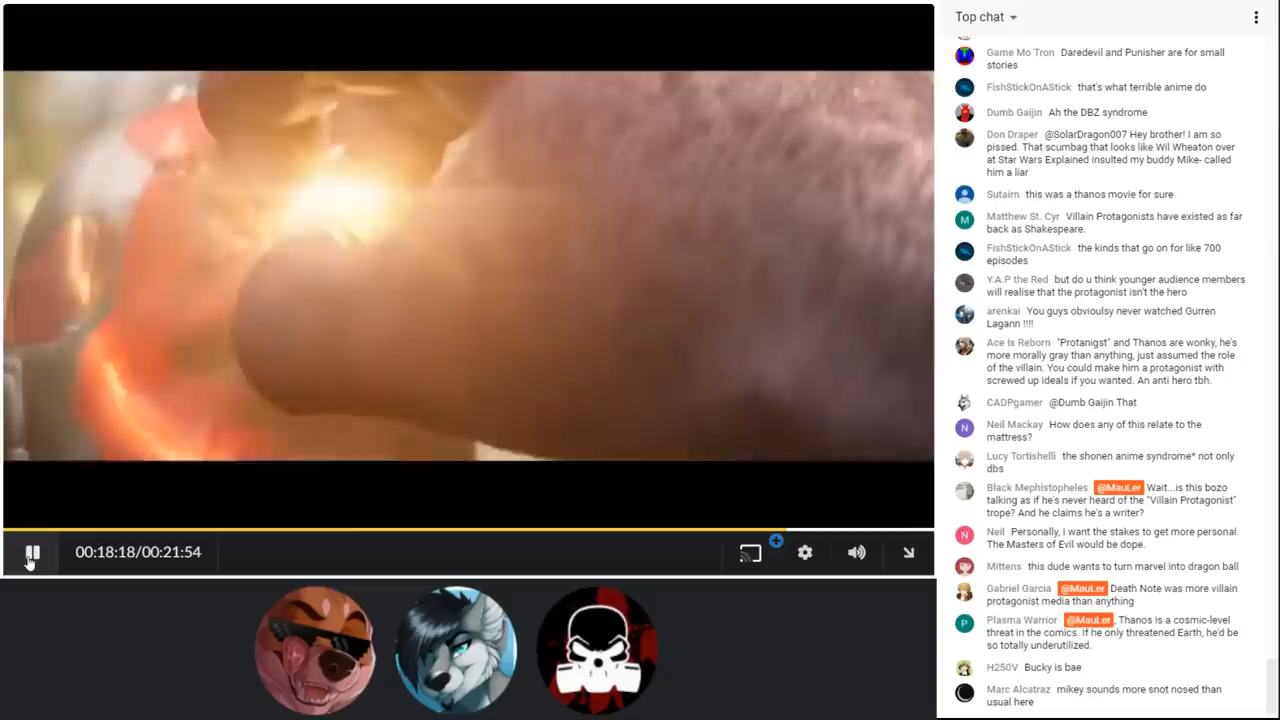 Top chat
Game Mo Tron Daredevil and Punisher are for small
stories
FishStickOnAStick that's what terrible anime do
Dumb Gaijin Ah the DBZ syndrome
Don Draper @SolarDragon007 Hey brother! I am so
pissed. That scumbag that looks like Wil Wheaton over
at Star Wars Explained insulted my buddy Mike- called
him a liar
Sutairn this was a thanos movie for sure
M
Matthew St. Cyr Villain Protagonists have existed as far
back as Shakespeare.
FishStickOnAStick the kinds that go on for like 700
episodes
Y.A.P the Red but do u think younger audience members
will realise that the protagonist isn't the hero
arenkai You guys obvioulsy never watched Gurren
Lagann !!!!
Ace Is Reborn "Protanigst" and Thanos are wonky, he's
more morally gray than anything, just assumed the role
of the villain. You could make him a protagonist with
screwed up ideals if you wanted. An anti hero tbh.
CADPgamer @Dumb Gaijin That
N
Neil Mackay How does any of this relate to the
mattress?
Lucy Tortishelli the shonen anime syndrome* not only
dbs
Black Mephistopheles @MauLer Wait...is this bozo
talking as if he's never heard of the "Villain Protagonist"
trope? And he claims he's a writer?
N
Neil Personally, I want the stakes to get more personal.
The Masters of Evil would be dope.
Mittens this dude wants to turn marvel into dragon ball
Gabriel Garcia @MauLer Death Note was more villain
protagonist media than anything
P
Plasma Warrior @MauLer, Thanos is a cosmic-level
threat in the comics. If he only threatened Earth, he'd be
so totally underutilized.
H250V Bucky is bae
Marc Alcatraz mikey sounds more snot nosed than
usual here
00:18:18/00:21:54